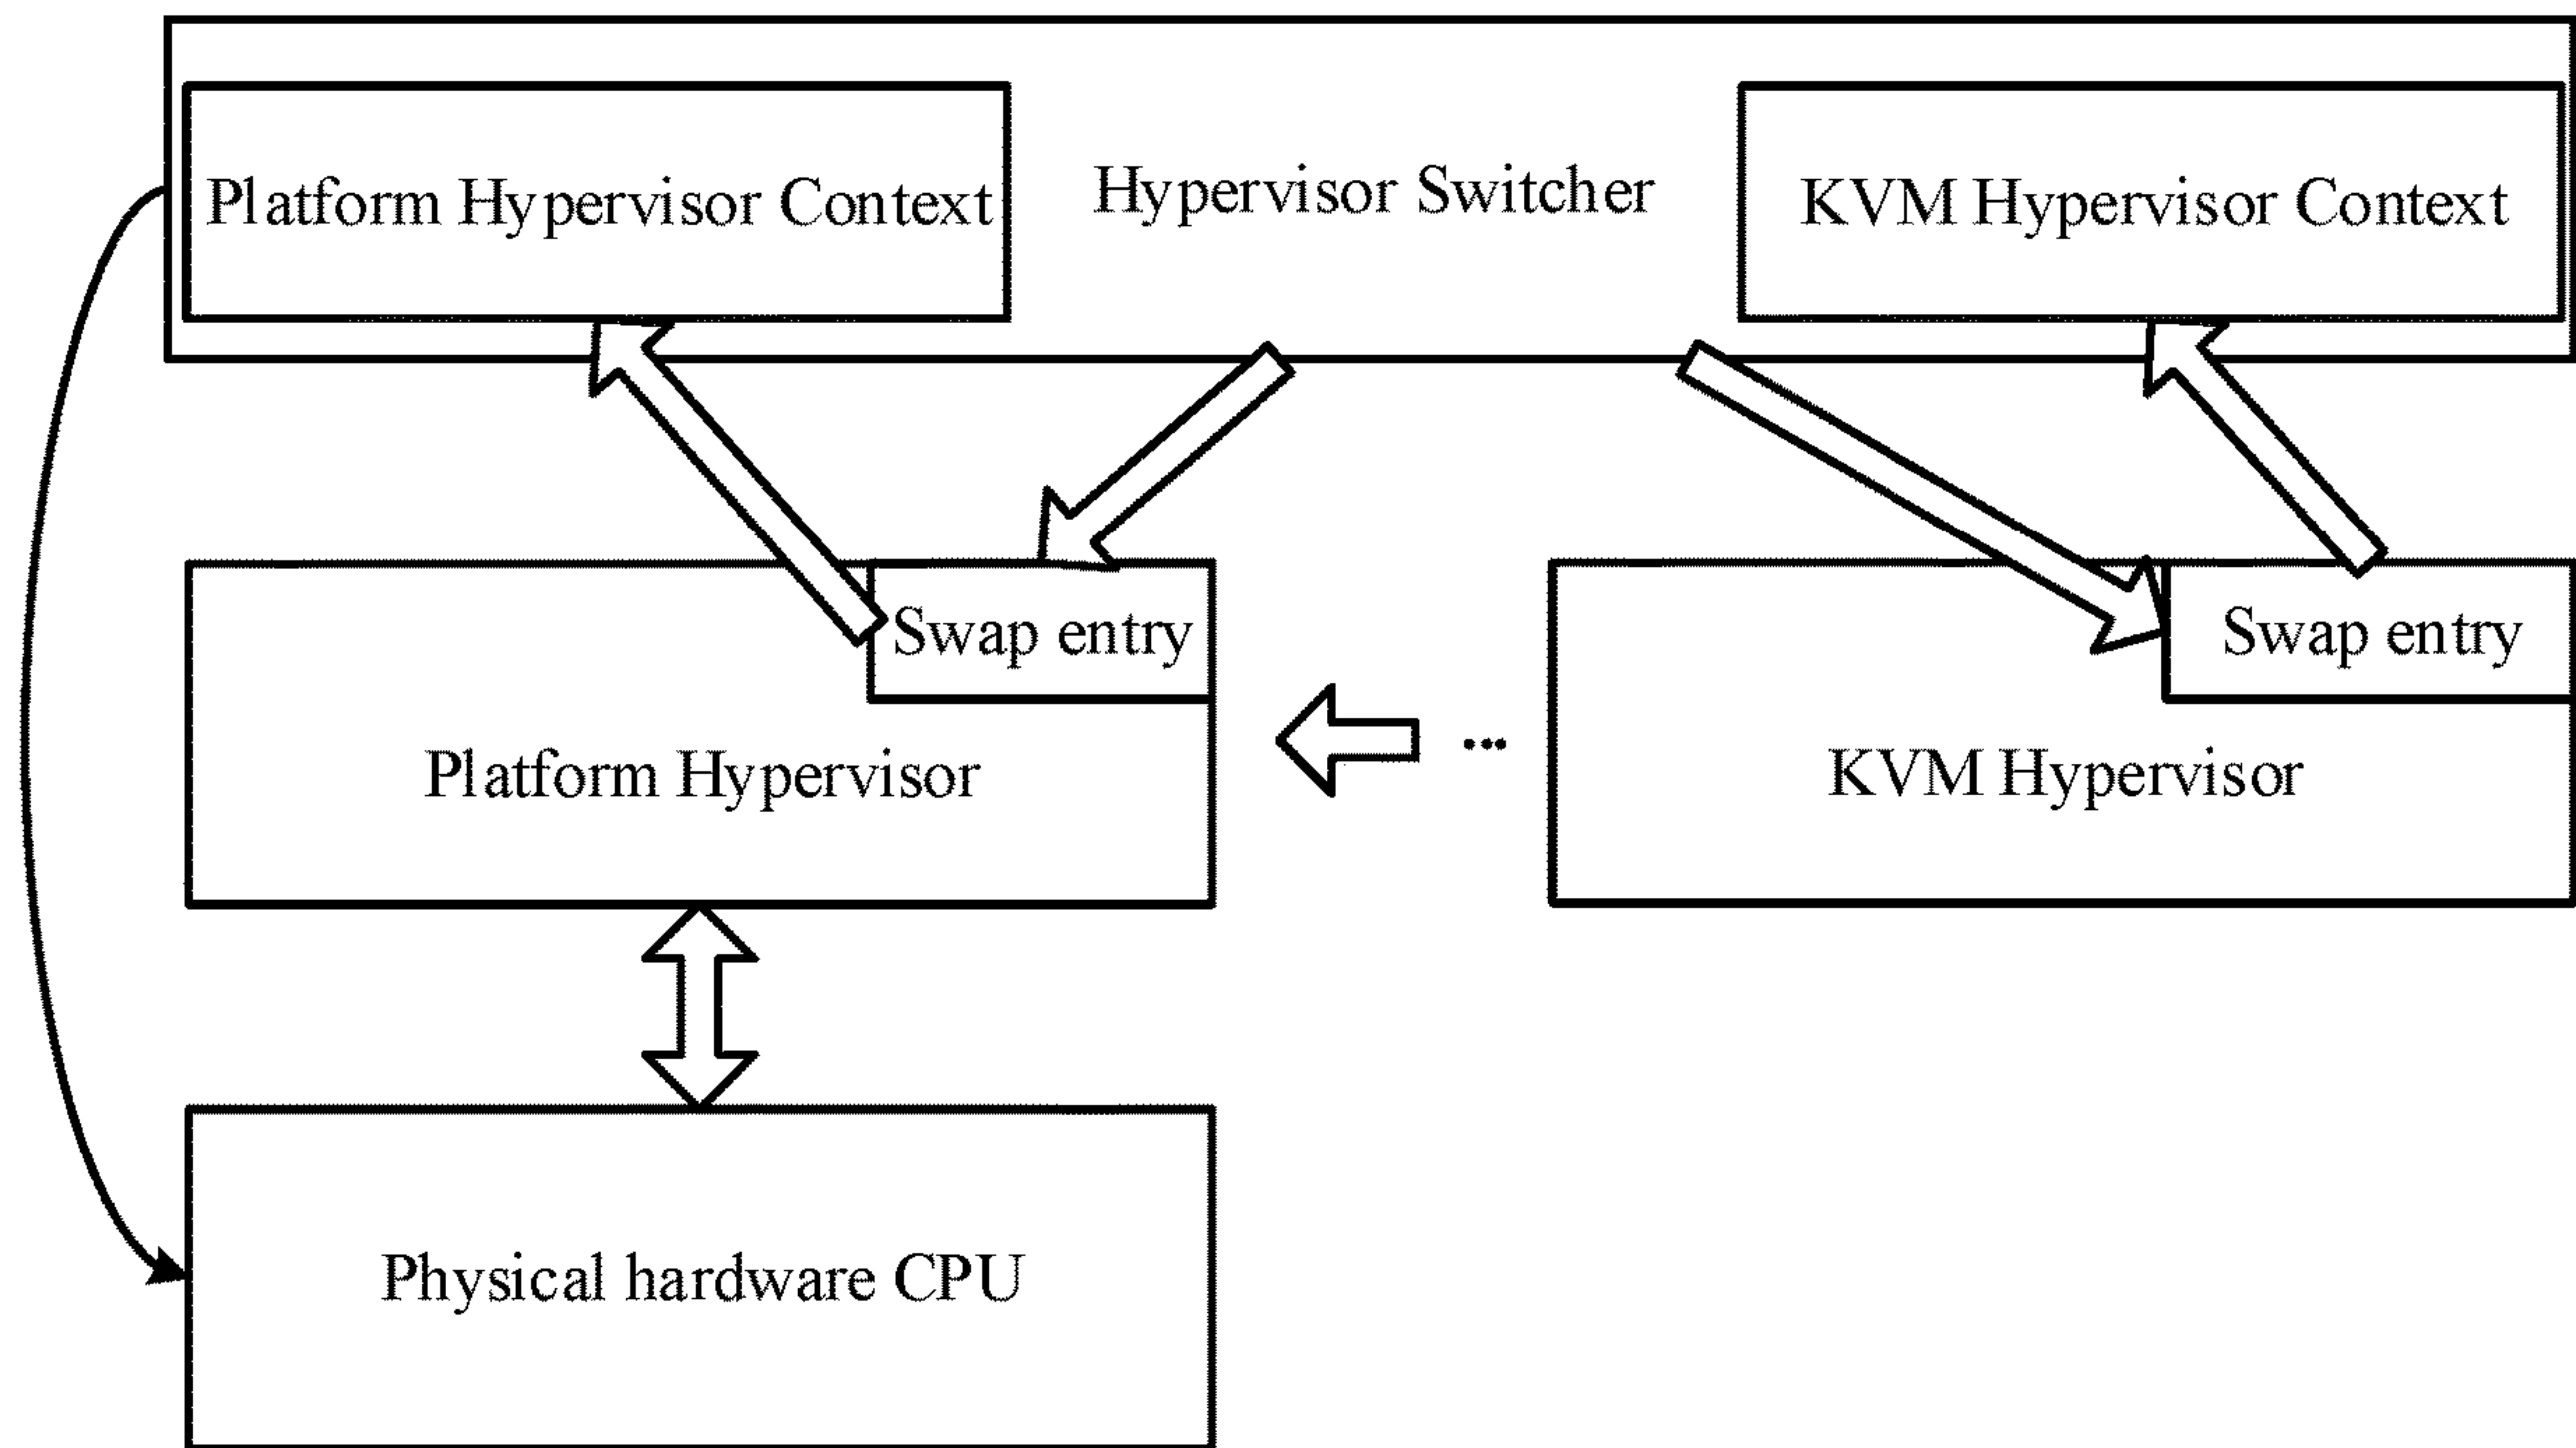 Platform Hypervisor Context
Hypervisor Switcher
KVM Hypervisor Context
Swap entry
Swap entry
Platform Hypervisor
...
KVM Hypervisor
Physical hardware CPU